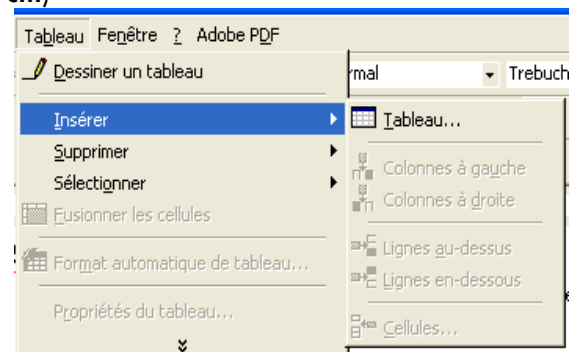 cm)
Tableau Fenêtre ? Adobe PDF
Dessiner un tableau
rmal Trebuch
Insérer
Tableau...
Supprimer
Colonnes à gauche
Sélectionner
Colonnes à droite
Fusionner les cellules
Lignes au-dessus
Format automatique de tableau...
Lignes en-dessous
Propriétés du tableau...
Cellules...